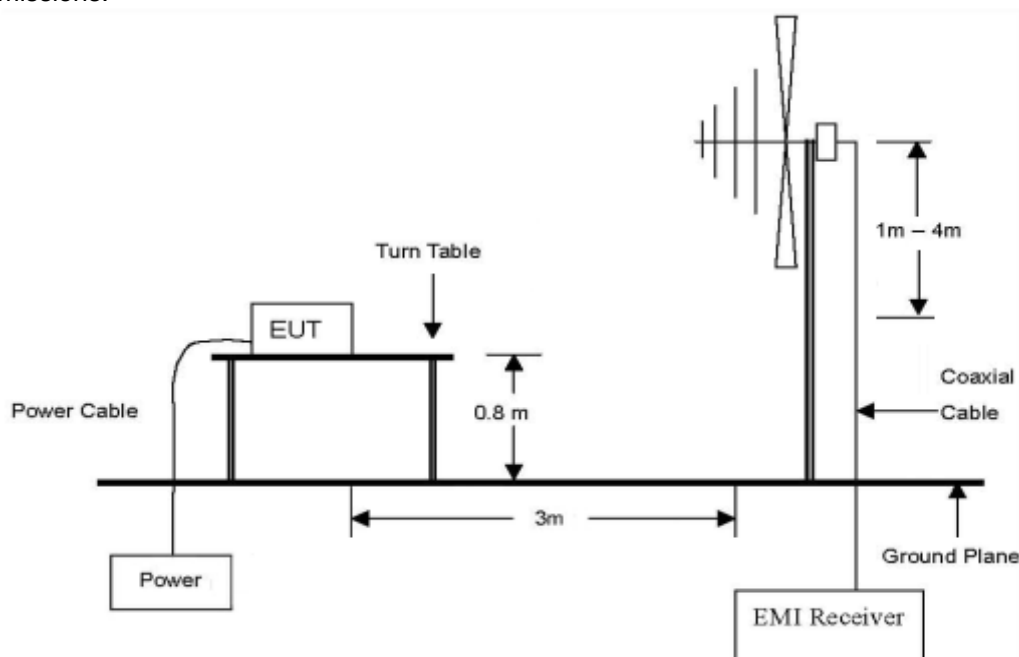 Turn Table
EUT
1m – 4m
Power Cable
0.8 m
Coaxial
Cable
3m
Ground Plane
Power
EMI Receiver